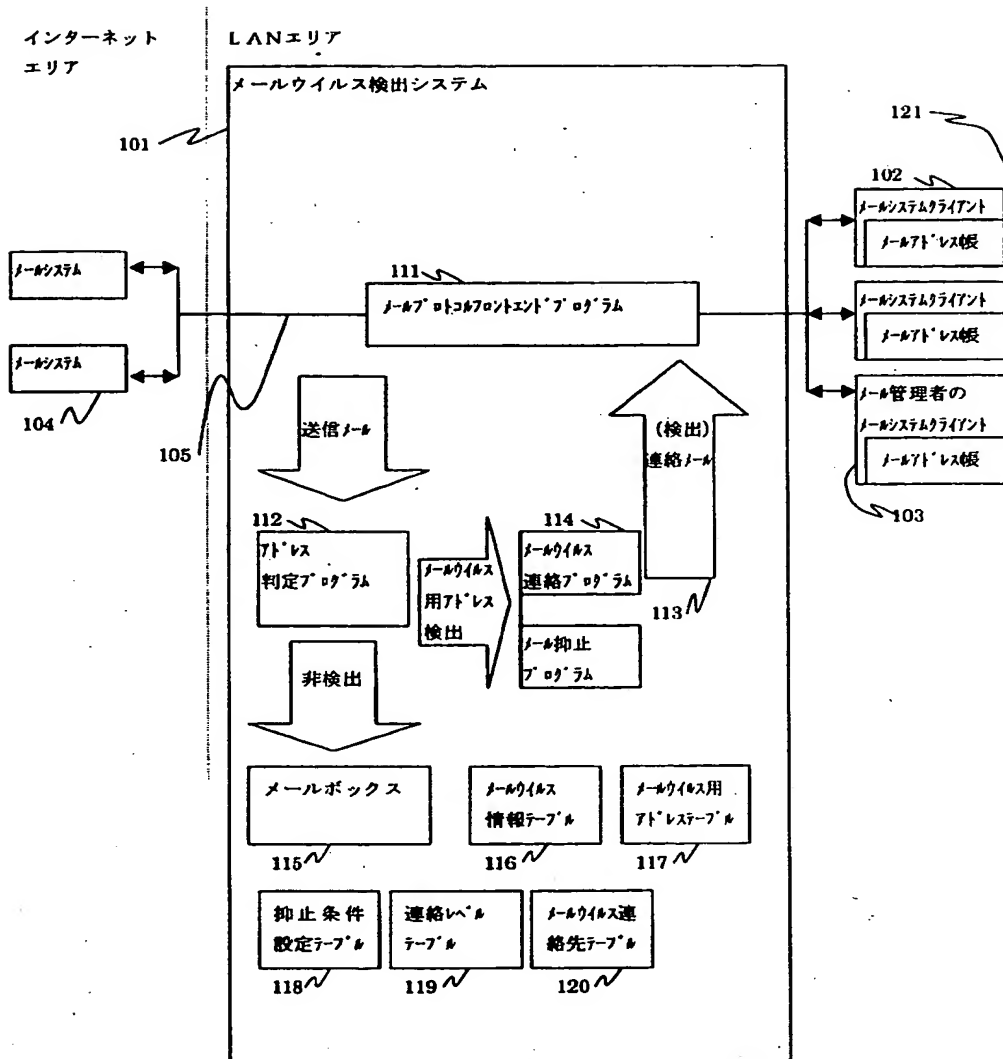 インターネット
エリア
LANエリア
メールウイルス検出システム
101
121
102
メールシステムクライアント
メールアドレス帳
メールシステム
111
メールプロトコルフロントエンドプログラム
メールシステムクライアント
メールアドレス帳
メールシステム
104
105
送信メール
(検出)
連絡メール
メール管理者の
メールシステムクライアント
メールアドレス帳
103
112
アドレス
判定プログラム
メールウイルス
用アドレス
検出
114
メールウイルス
連絡プログラム
113
メール抑止
プログラム
非検出
メールボックス
115
メールウイルス
情報テーブル
116
メールウイルス用
アドレステーブル
117
抑止条件
設定テーブル
118
連絡レベル
テーブル
119
メールウイルス連
絡先テーブル
120